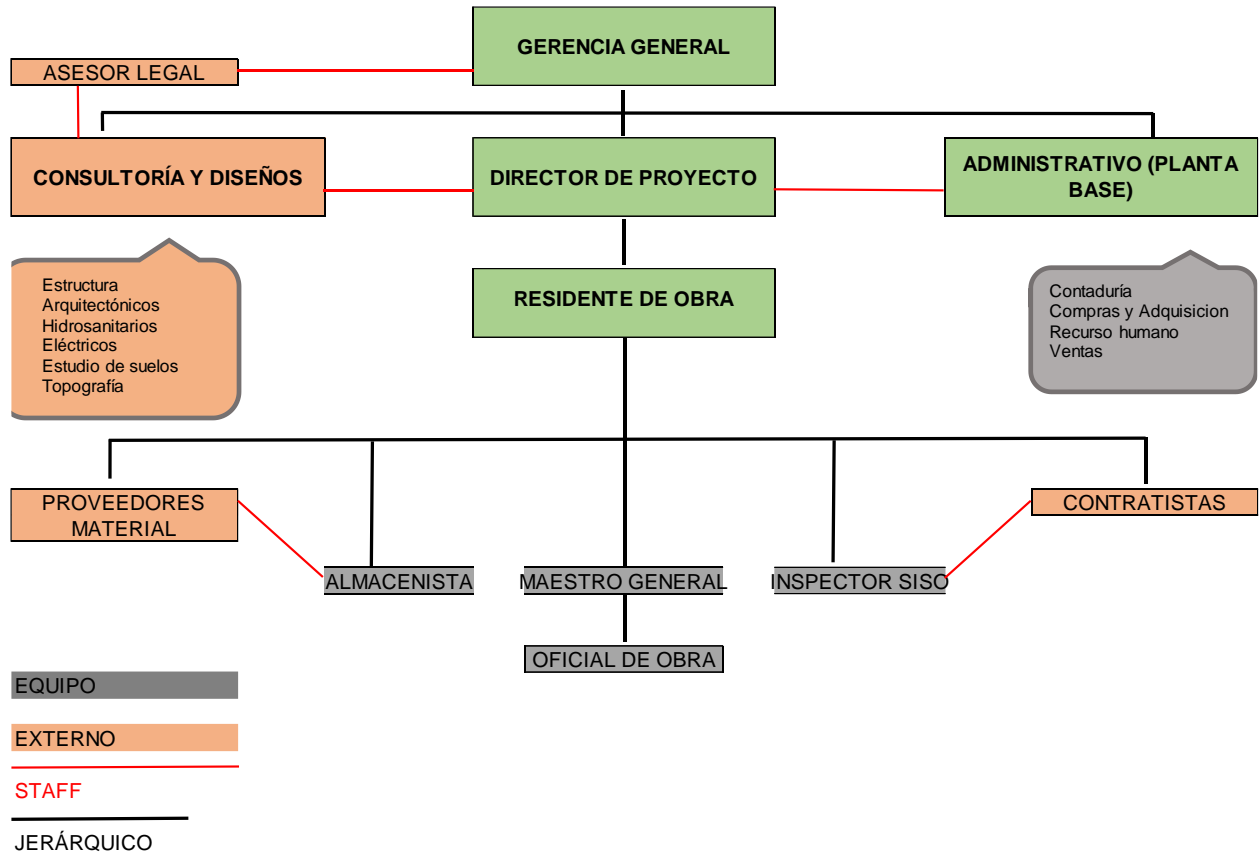 GERENCIA GENERAL
ASESOR LEGAL
CONSULTORÍA Y DISEÑOS
DIRECTOR DE PROYECTO
ADMINISTRATIVO (PLANTA
BASE)
Estructura
Arquitectónicos
Hidrosanitarios
Eléctricos
Estudio de suelos
Topografía
RESIDENTE DE OBRA
Contaduría
Compras y Adquisicion
Recurso humano
Ventas
PROVEEDORES
MATERIAL
CONTRATISTAS
ALMACENISTA
MAESTRO GENERAL
INSPECTOR SISO
OFICIAL DE OBRA
EQUIPO
EXTERNO
STAFF
JERÁRQUICO